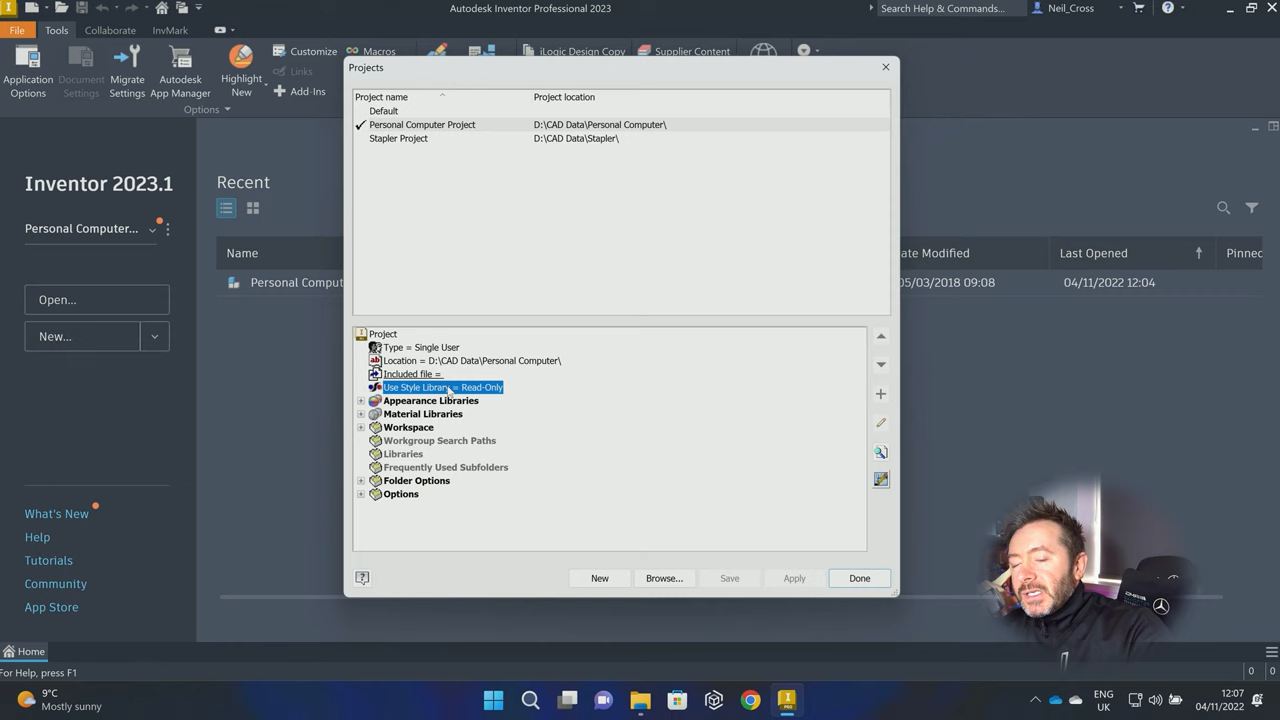 Autodesk Inventor Professional 2023
Search Help & Commands...
Neil_Cross
File
Tools
Collaborate
InvMark
Application Options
Document Settings
Migrate Settings
Autodesk App Manager
Highlight New
Customize
Links
Add-Ins
Macros
iLogic Design Copy
Supplier Content
Options
Projects
Project name
Project location
Default
Personal Computer Project
D:\CAD Data\Personal Computer\
Stapler Project
D:\CAD Data\Stapler\
Inventor 2023.1
Personal Computer...
Open...
New...
What's New
Help
Tutorials
Community
App Store
Recent
Name
Date Modified
Last Opened
Pinned
Personal Comput
05/03/2018 09:08
04/11/2022 12:04
Project
Type = Single User
Location = D:\CAD Data\Personal Computer\
Included file =
Use Style Library = Read-Only
Appearance Libraries
Material Libraries
Workspace
Workgroup Search Paths
Libraries
Frequently Used Subfolders
Folder Options
Options
New
Browse...
Save
Apply
Done
Home
For Help, press F1
0
0
9°C
Mostly sunny
PRO
ENG
UK
12:07
04/11/2022